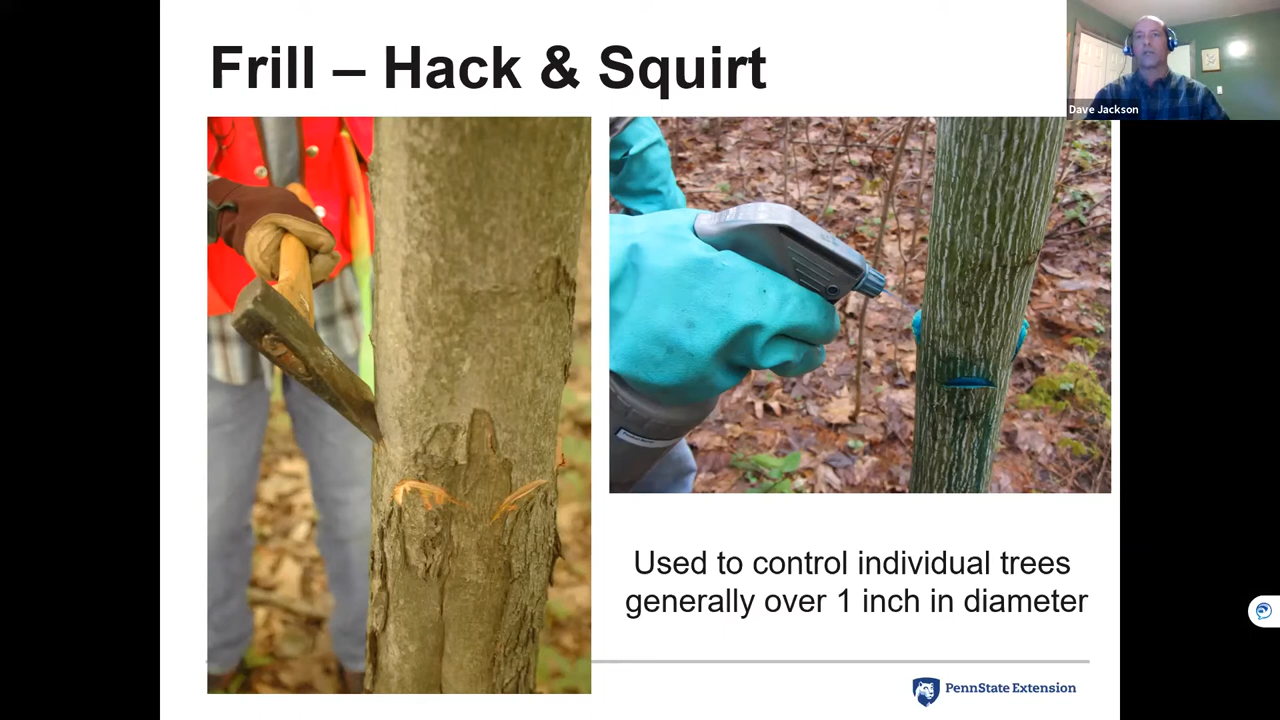 Frill – Hack & Squirt
Dave Jackson
Used to control individual trees
generally over 1 inch in diameter
PennState Extension